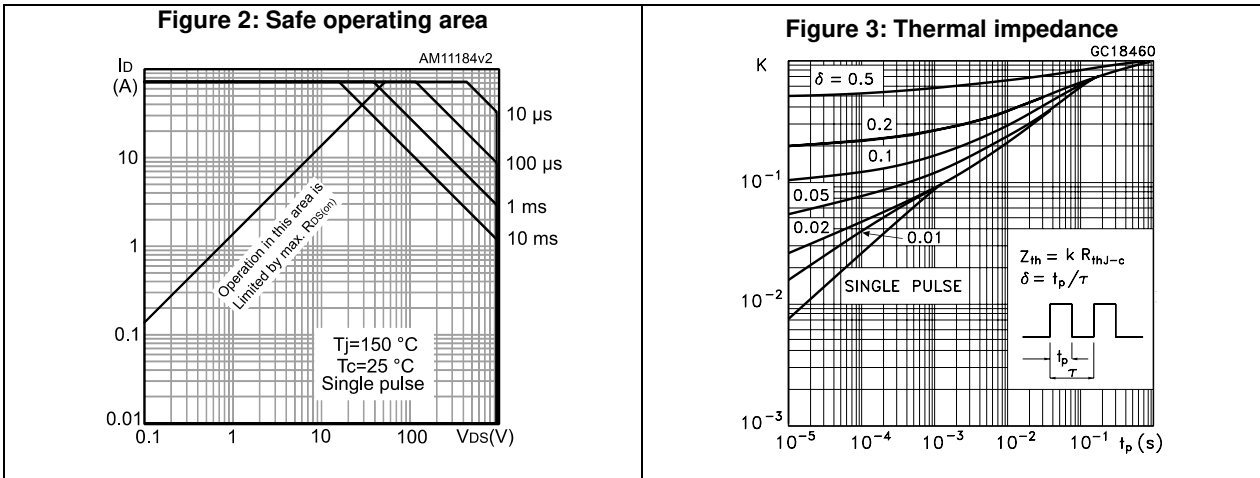 Figure 2: Safe operating area
AM11184v2
ID
(A)
10
1
0.1
0.01
0.1
1
10
100
VDS(V)
10 µs
100 µs
1 ms
10 ms
Operation in this area is
Limited by max. RDS(on)
Tj=150 °C
Tc=25 °C
Single pulse
Figure 3: Thermal impedance
GC18460
K
δ = 0.5
0.2
0.1
0.05
0.02
0.01
SINGLE PULSE
10⁻¹
10⁻²
10⁻³
10⁻⁵
10⁻⁴
10⁻³
10⁻²
10⁻¹
tp (s)
Zth = k RthJ-c
δ = tp/τ
tp
τ